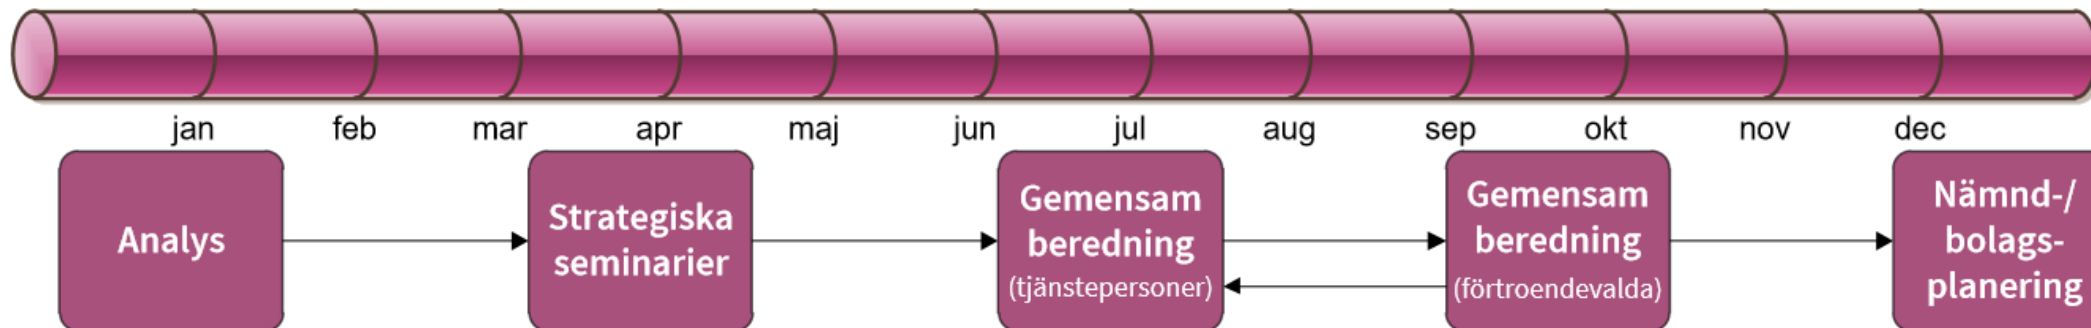 jan feb mar apr maj jun jul aug sep okt nov dec
Analys
Strategiska
seminarier
Gemensam
beredning
(tjänstepersoner)
Gemensam
beredning
(förtroendevalda)
Nämnd-/
bolags-
planering